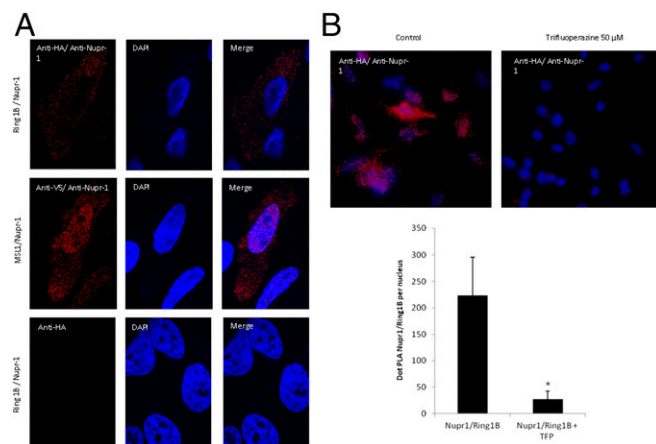 A
Anti-HA/ Anti-Nupr-
1
DAPI
Merge
Ring1B / Nupr-1
Anti-V5/ Anti-Nupr-1
DAPI
Merge
MSL1/Nupr-1
Anti-HA
DAPI
Merge
Ring1B / Nupr-1
B
Control
Trifluoperazine 50 µM
Anti-HA/ Anti-Nupr-
1
Anti-HA/ Anti-Nupr-
1
Dot PLA Nupr1/Ring1B per nucleus
350
300
250
200
150
100
50
0
*
Nupr1/Ring1B
Nupr1/Ring1B +
TFP